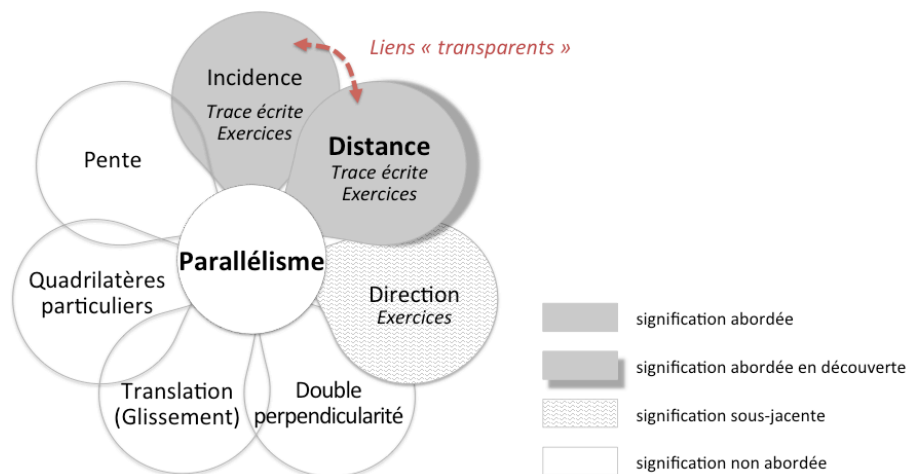 Incidence
Trace écrite
Exercices
Liens « transparents »
Distance
Trace écrite
Exercices
Pente
Parallélisme
Quadrilatères
particuliers
Direction
Exercices
Translation
(Glissement)
Double
perpendicularité
signification abordée
signification abordée en découverte
signification sous-jacente
signification non abordée